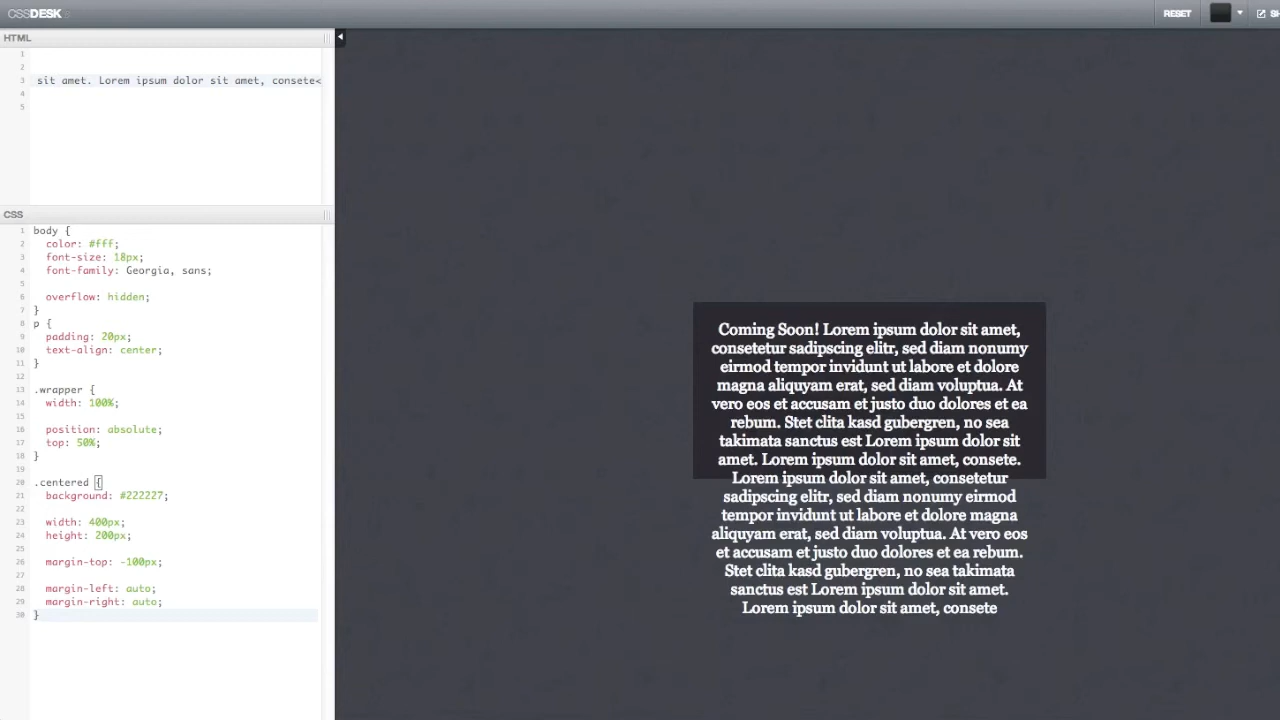 CSSDESK
RESET
SH
HTML
1
2
3 sit amet. Lorem ipsum dolor sit amet, consete<
4
5
CSS
1 body {
2 color: #fff;
3 font-size: 18px;
4 font-family: Georgia, sans;
5
6 overflow: hidden;
7 }
8 p {
9 padding: 20px;
10 text-align: center;
11 }
12
13 .wrapper {
14 width: 100%;
15
16 position: absolute;
17 top: 50%;
18 }
19
20 .centered {
21 background: #222227;
22
23 width: 400px;
24 height: 200px;
25
26 margin-top: -100px;
27
28 margin-left: auto;
29 margin-right: auto;
30 }
Coming Soon! Lorem ipsum dolor sit amet,
consetetur sadipscing elitr, sed diam nonumy
eirmod tempor invidunt ut labore et dolore
magna aliquyam erat, sed diam voluptua. At
vero eos et accusam et justo duo dolores et ea
rebum. Stet clita kasd gubergren, no sea
takimata sanctus est Lorem ipsum dolor sit
amet. Lorem ipsum dolor sit amet, consete.
Lorem ipsum dolor sit amet, consetetur
sadipscing elitr, sed diam nonumy eirmod
tempor invidunt ut labore et dolore magna
aliquyam erat, sed diam voluptua. At vero eos
et accusam et justo duo dolores et ea rebum.
Stet clita kasd gubergren, no sea takimata
sanctus est Lorem ipsum dolor sit amet.
Lorem ipsum dolor sit amet, consete